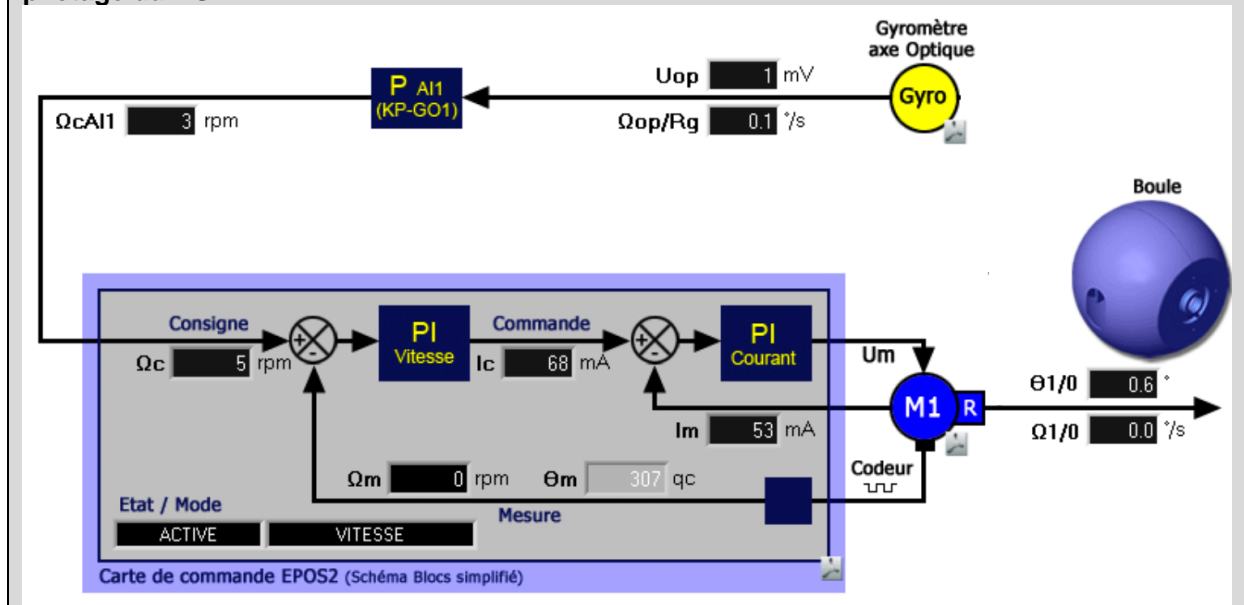 Gyromètre
axe Optique
Uop 1 mV
P AI1
(KP-GO1)
Gyro
ΩcAI1 3 rpm
Ωop/Rg 0.1 °/s
Boule
Consigne
PI
Vitesse
Commande
PI
Courant
Ωc 5 rpm
Ic 68 mA
Um
+
-
+
-
M1 R
Θ1/0 0.6 °
Im 53 mA
Ω1/0 0.0 °/s
Codeur
Ωm 0 rpm Θm 307 qc
Etat / Mode
Mesure
ACTIVE VITESSE
Carte de commande EPOS2 (Schéma Blocs simplifié)